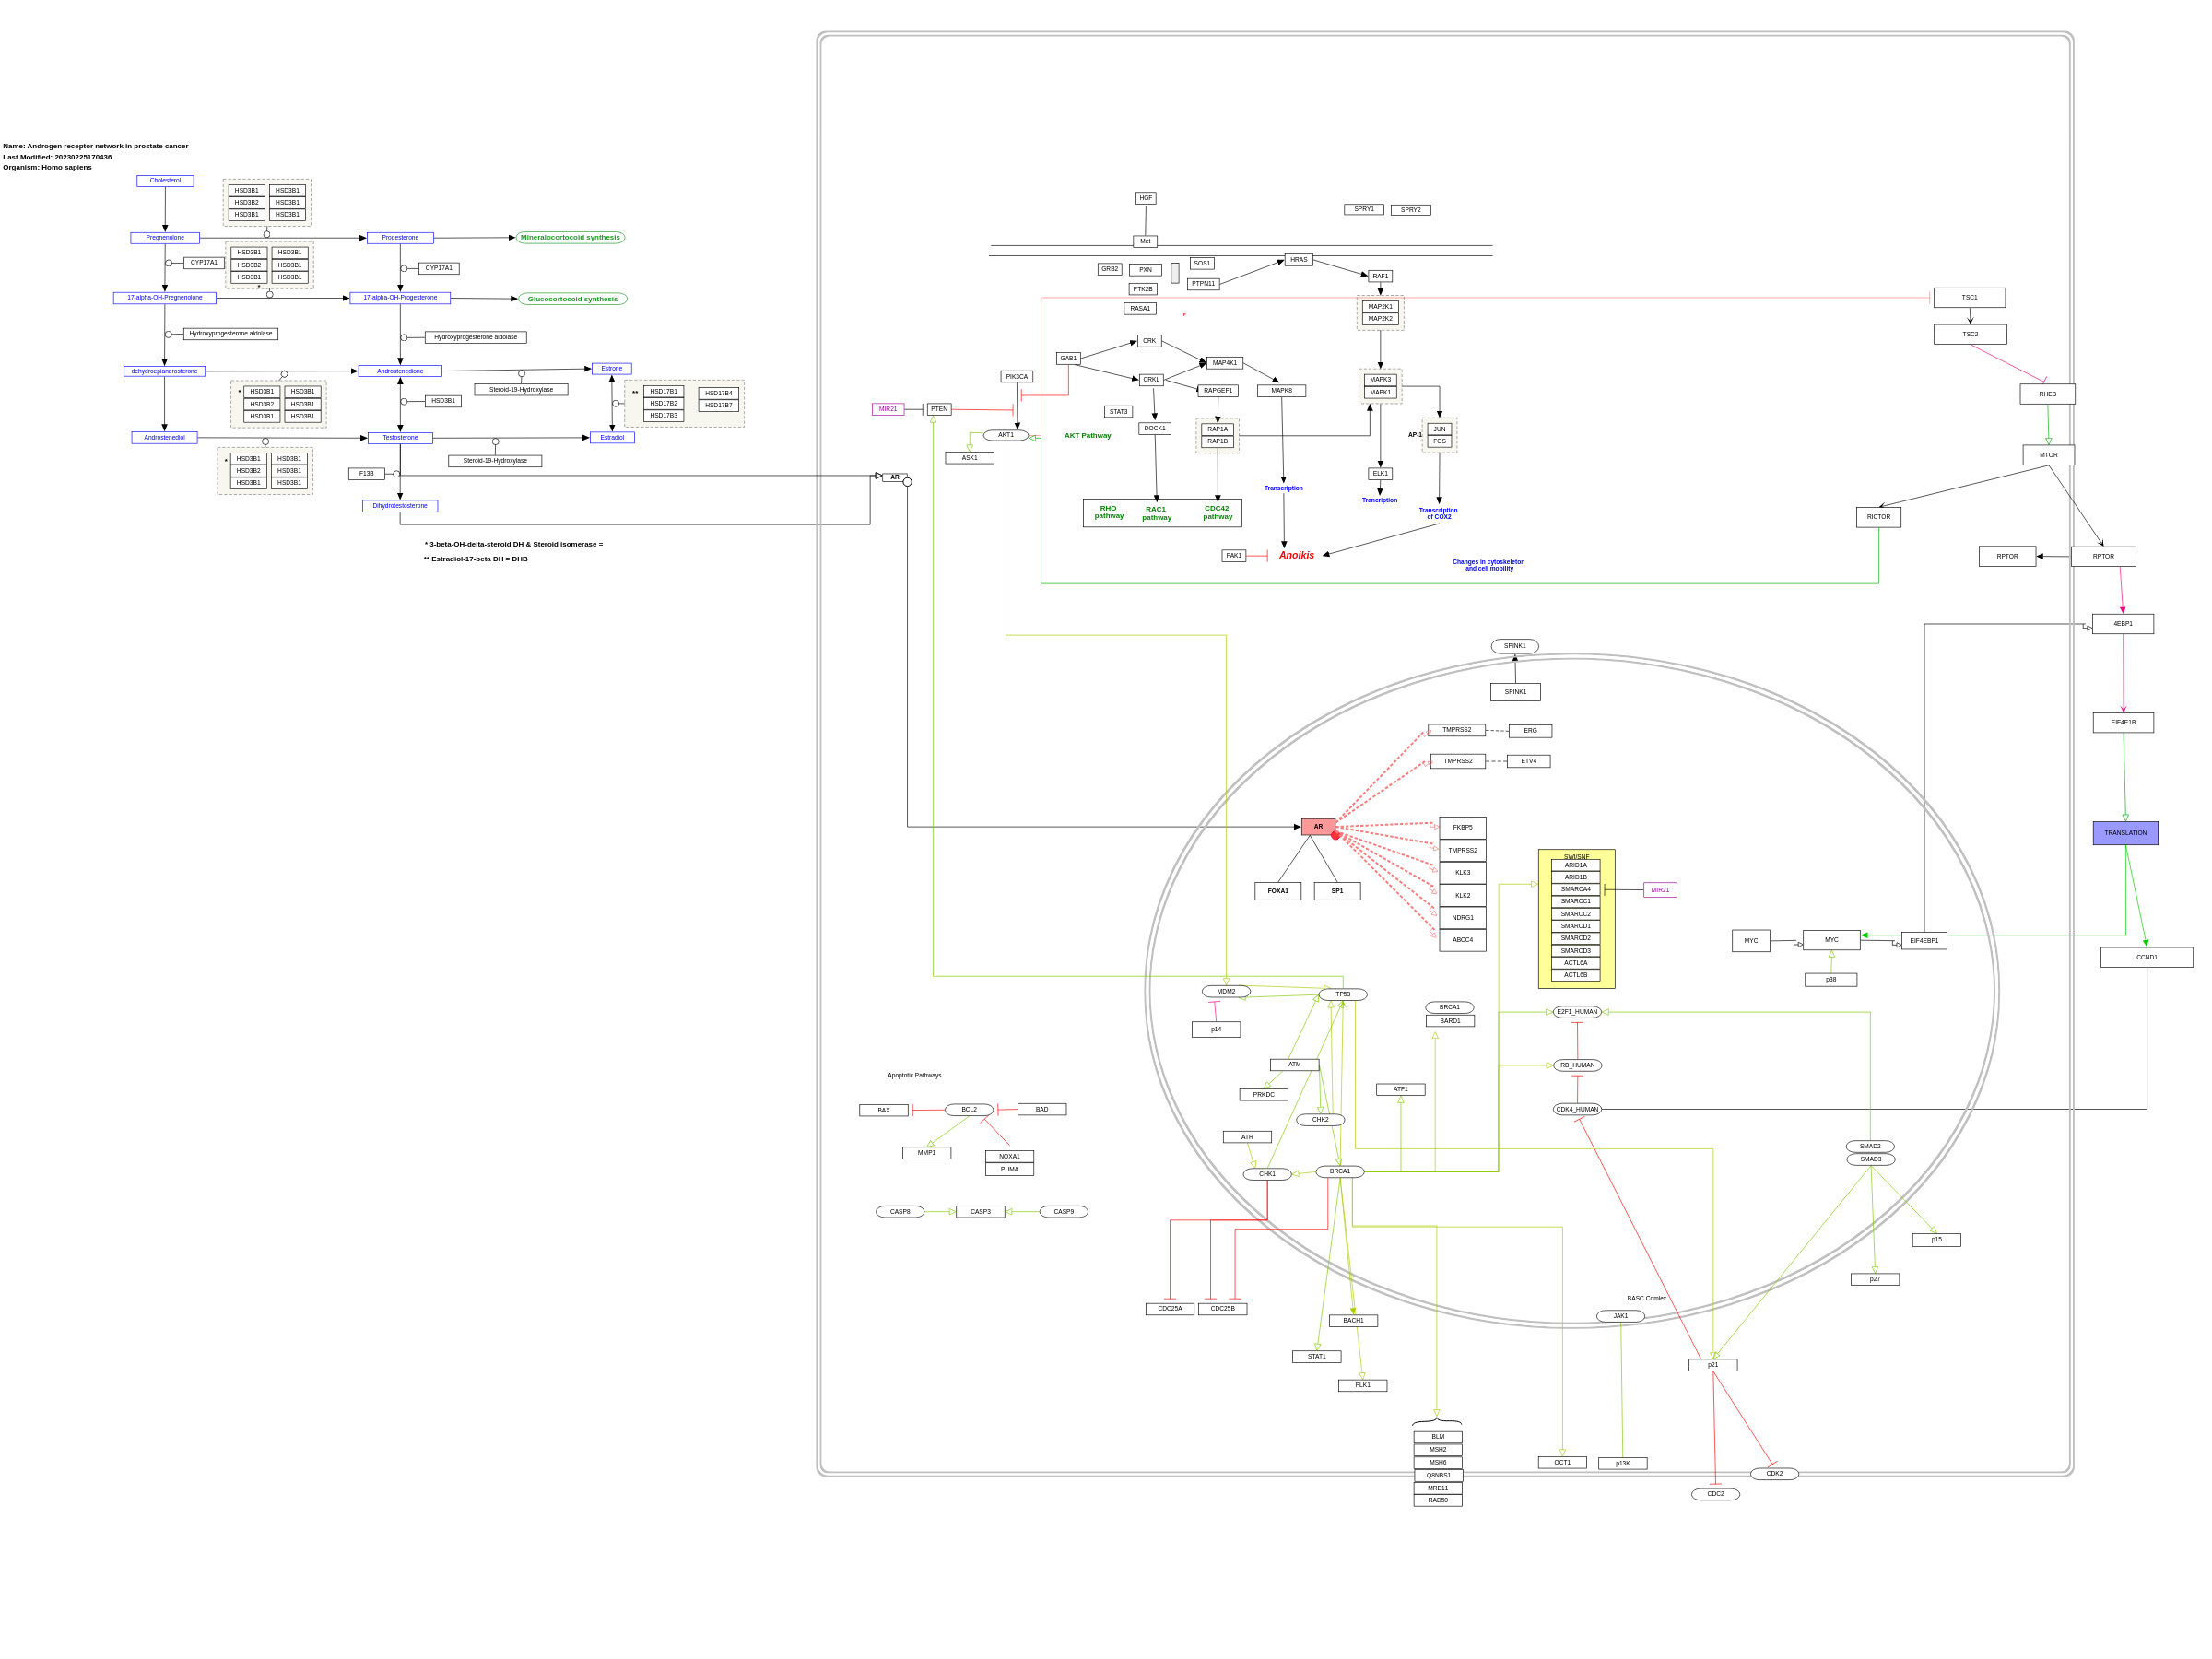 Name: Androgen receptor network in prostate cancer
Last Modified: 20230225170436
Organism: Homo sapiens
Cholesterol
HSD3B1 HSD3B1
HSD3B2 HSD3B1
HSD3B1 HSD3B1
Pregnenolone
Progesterone
Mineralocortocoid synthesis
CYP17A1
HSD3B1 HSD3B1
HSD3B2 HSD3B1
HSD3B1 HSD3B1
*
CYP17A1
17-alpha-OH-Pregnenolone
17-alpha-OH-Progesterone
Glucocortocoid synthesis
Hydroxyprogesterone aldolase
Hydroxyprogesterone aldolase
dehydroepiandrosterone
Androstenedione
Estrone
Steroid-19-Hydroxylase
* HSD3B1 HSD3B1
HSD3B2 HSD3B1
HSD3B1 HSD3B1
HSD3B1
** HSD17B1 HSD17B4
HSD17B2 HSD17B7
HSD17B3
Androstenediol
Testosterone
Estradiol
Steroid-19-Hydroxylase
* HSD3B1 HSD3B1
HSD3B2 HSD3B1
HSD3B1 HSD3B1
F13B
Dihydrotestosterone
* 3-beta-OH-delta-steroid DH & Steroid isomerase =
** Estradiol-17-beta DH = DHB
HGF
Met
SPRY1
SPRY2
GRB2
PXN
SOS1
HRAS
PTK2B
PTPN11
RAF1
RASA1
*
MAP2K1
MAP2K2
TSC1
TSC2
CRK
GAB1
MAP4K1
PIK3CA
CRKL
RAPGEF1
MAPK8
MAPK3
MAPK1
RHEB
MIR21
PTEN
STAT3
DOCK1
AKT1
AKT Pathway
RAP1A
RAP1B
AP-1
JUN
FOS
ASK1
MTOR
AR
ELK1
Transcription
Trancription
RHO
pathway
RAC1
pathway
CDC42
pathway
Transcription
of COX2
RICTOR
PAK1
Anoikis
Changes in cytoskeleton
and cell mobility
RPTOR
RPTOR
4EBP1
SPINK1
SPINK1
EIF4E1B
TMPRSS2
ERG
TMPRSS2
ETV4
AR
FKBP5
TMPRSS2
KLK3
KLK2
NDRG1
ABCC4
FOXA1
SP1
TRANSLATION
SWI/SNF
ARID1A
ARID1B
SMARCA4
SMARCC1
SMARCC2
SMARCD1
SMARCD2
SMARCD3
ACTL6A
ACTL6B
MIR21
MYC
MYC
EIF4EBP1
CCND1
p38
MDM2
TP53
p14
BRCA1
BARD1
E2F1_HUMAN
ATM
RB_HUMAN
PRKDC
ATF1
CDK4_HUMAN
CHK2
Apoptotic Pathways
BAX
BCL2
BAD
MMP1
NOXA1
PUMA
ATR
CHK1
BRCA1
SMAD2
SMAD3
CASP8
CASP3
CASP9
p15
p27
BASC Comlex
CDC25A
CDC25B
BACH1
JAK1
STAT1
p21
PLK1
BLM
MSH2
MSH6
Q8NBS1
MRE11
RAD50
OCT1
p13K
CDK2
CDC2